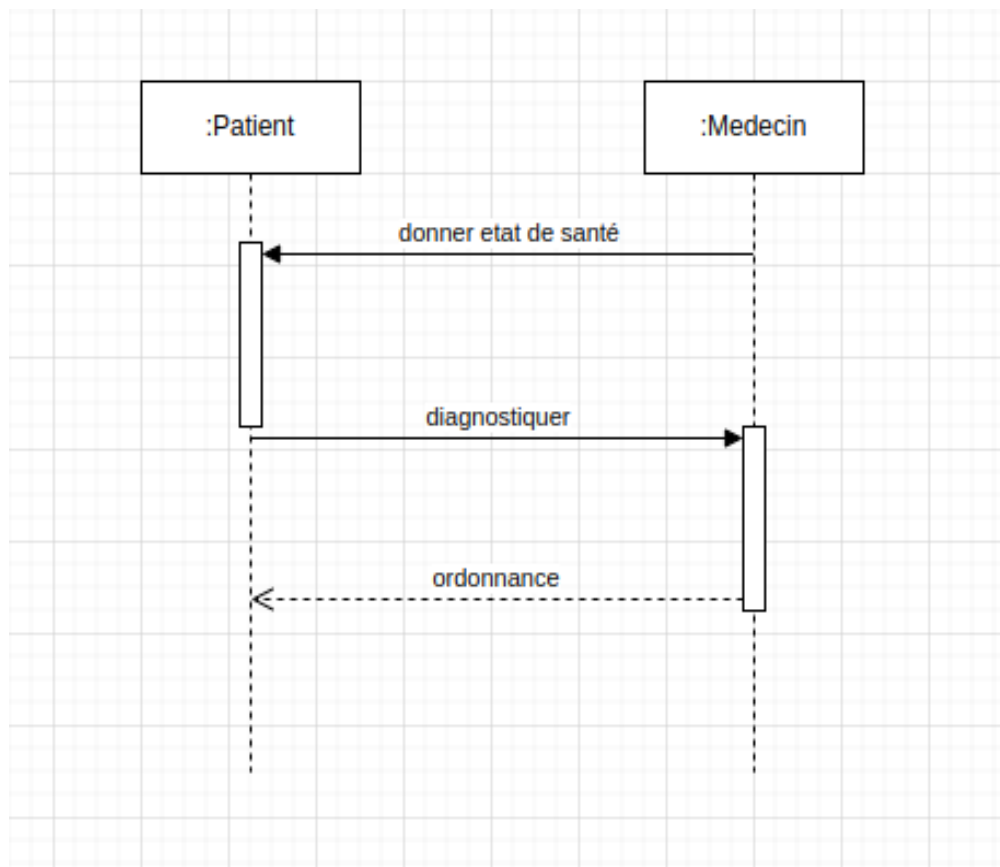 :Patient
:Medecin
donner etat de santé
diagnostiquer
ordonnance